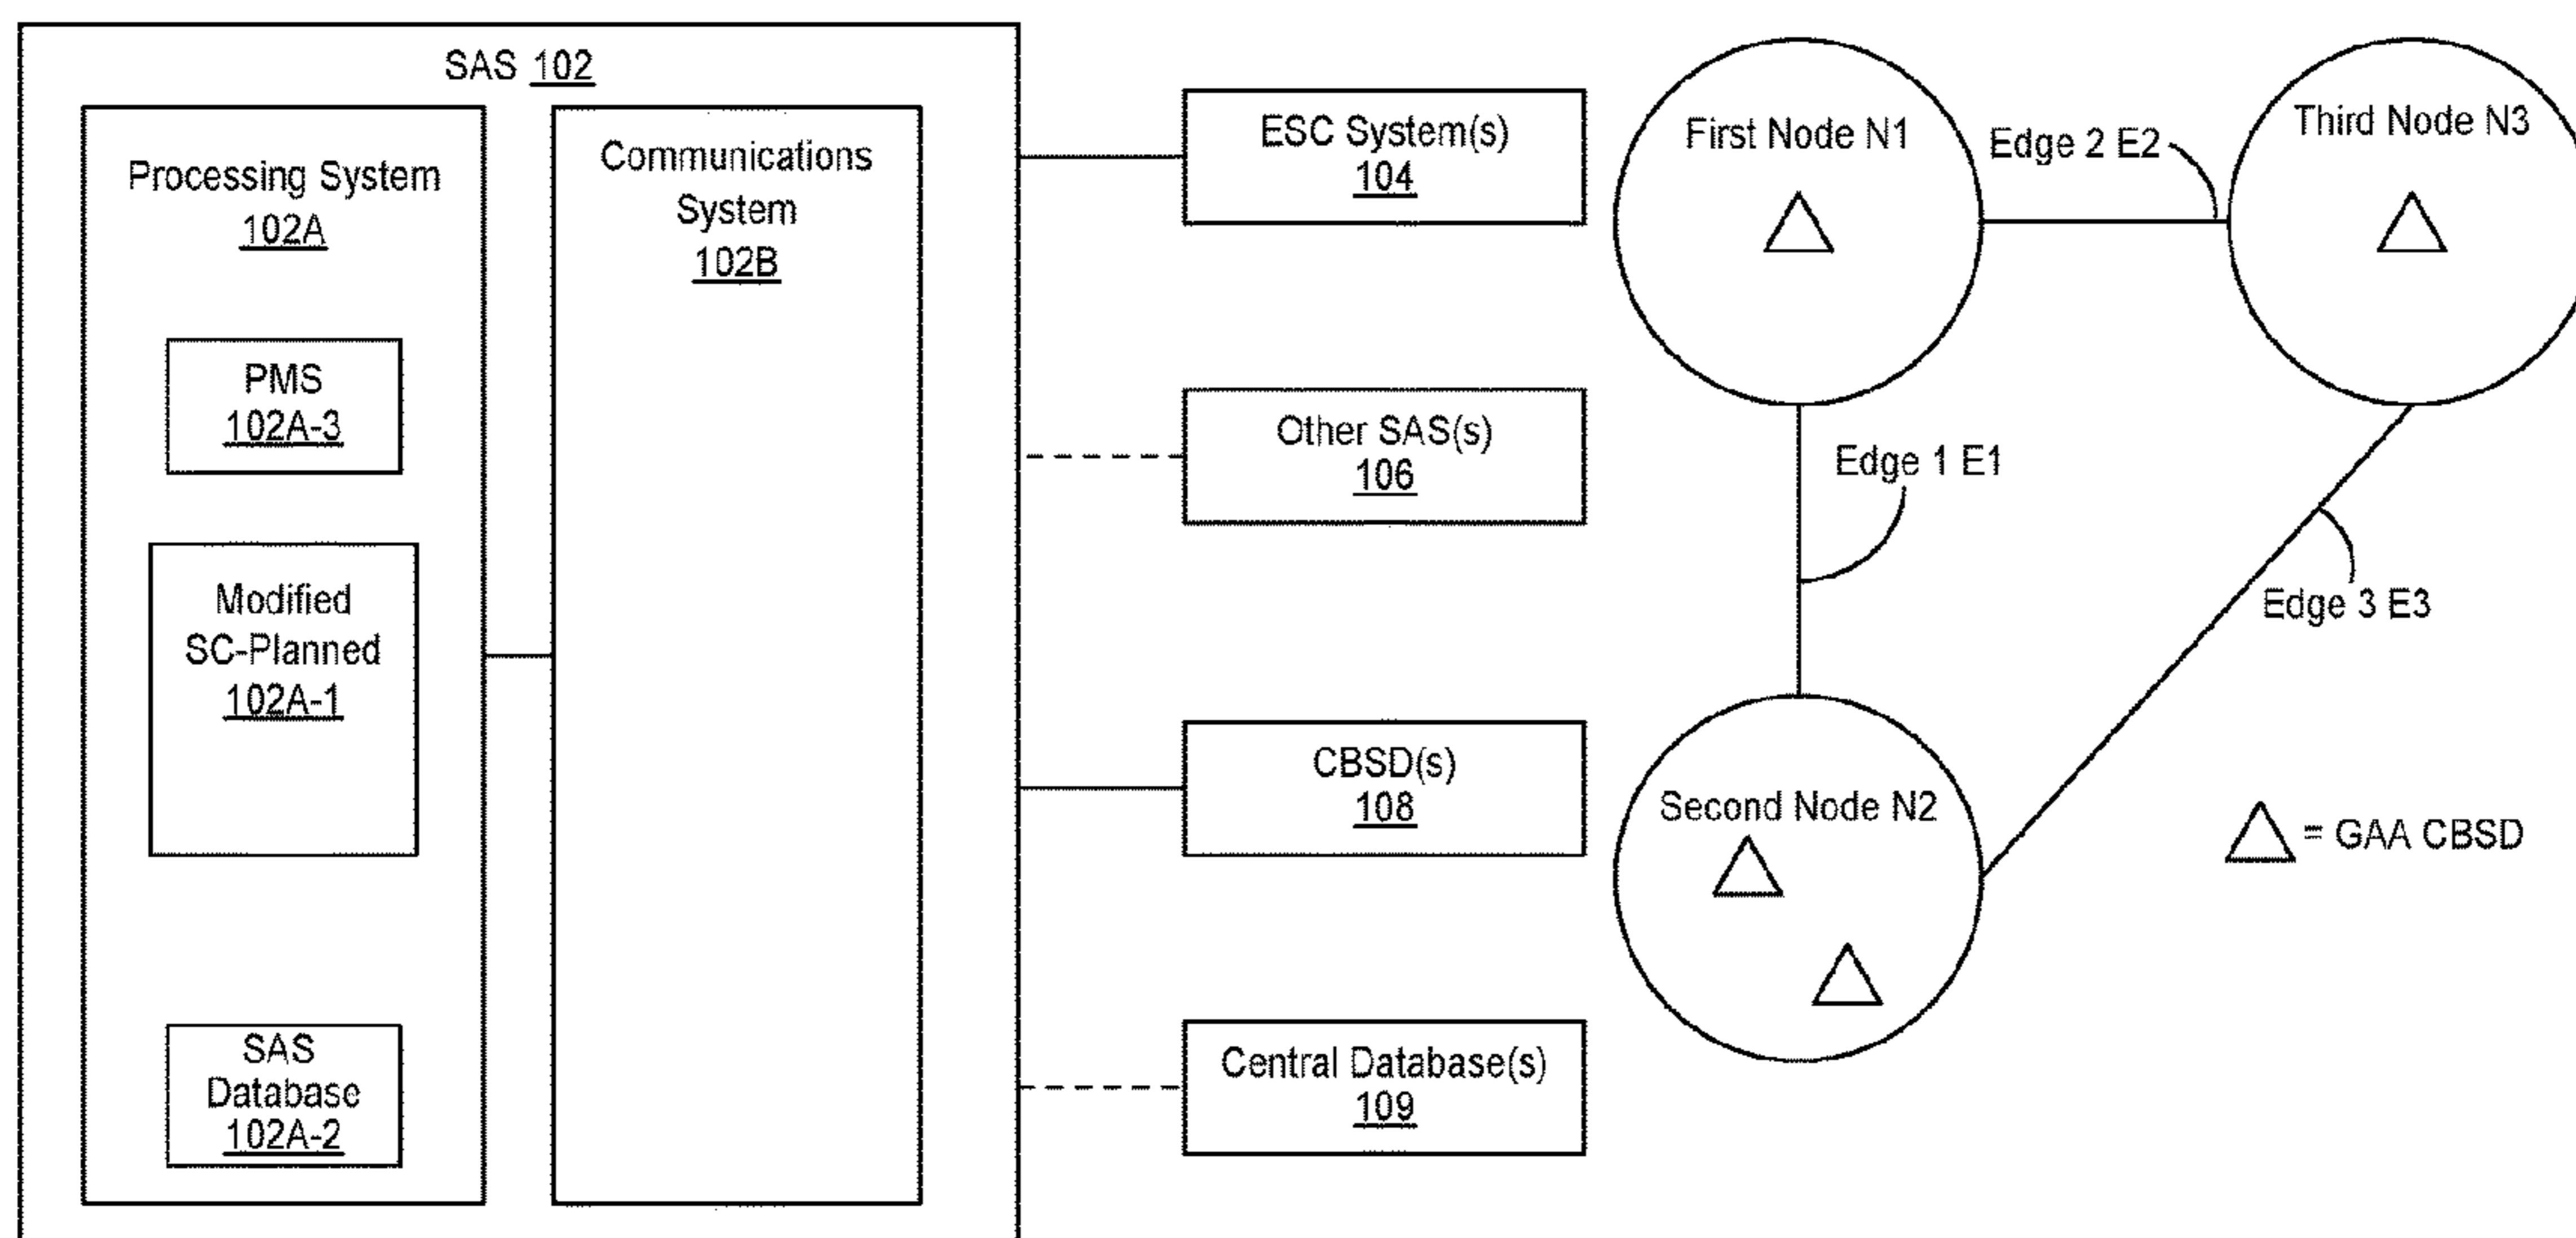 SAS 102
Processing System
102A
PMS
102A-3
Modified
SC-Planned
102A-1
SAS
Database
102A-2
Communications
System
102B
ESC System(s)
104
Other SAS(s)
106
CBSD(s)
108
Central Database(s)
109
First Node N1
Edge 2 E2
Third Node N3
Edge 1 E1
Edge 3 E3
Second Node N2
= GAA CBSD